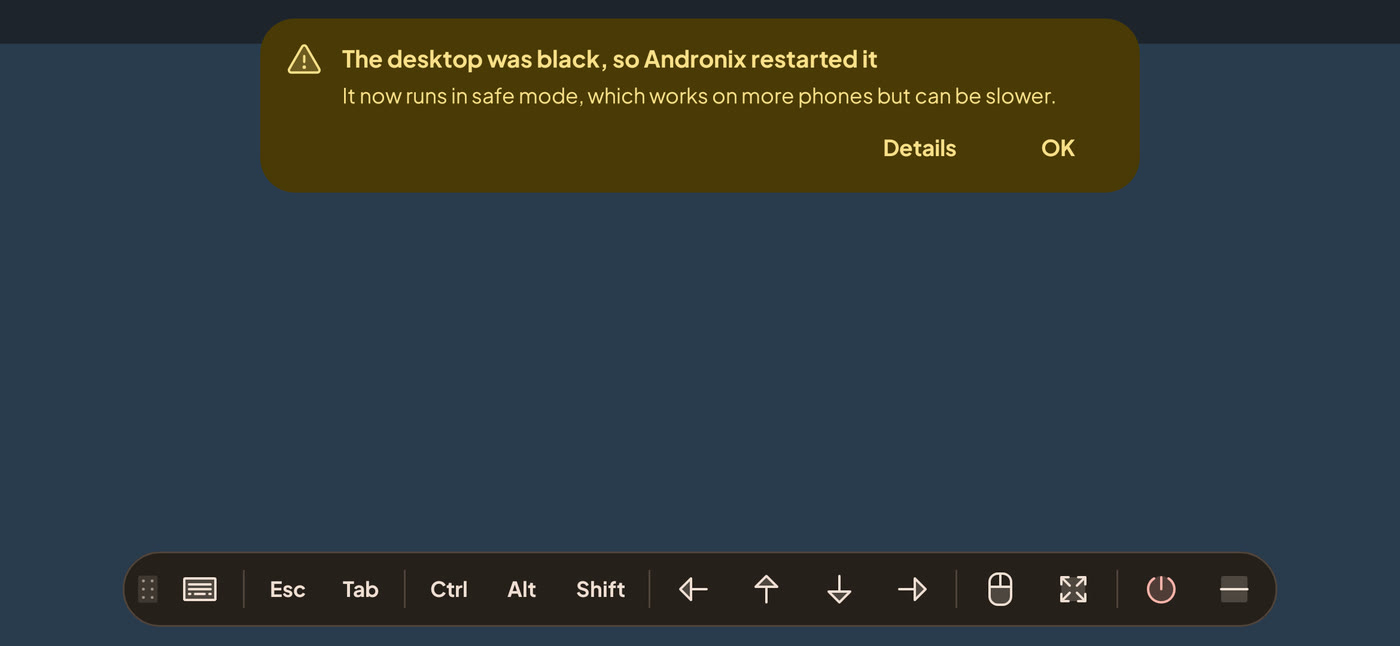 The desktop was black, so Andronix restarted it
It now runs in safe mode, which works on more phones but can be slower.
Details OK
Esc Tab Ctrl Alt Shift